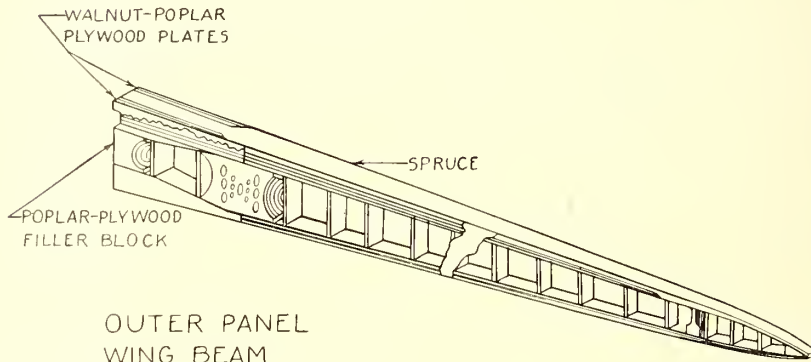 WALNUT-POPLAR
PLYWOOD PLATES
SPRUCE
POPLAR-PLYWOOD
FILLER BLOCK
OUTER PANEL
WING BEAM